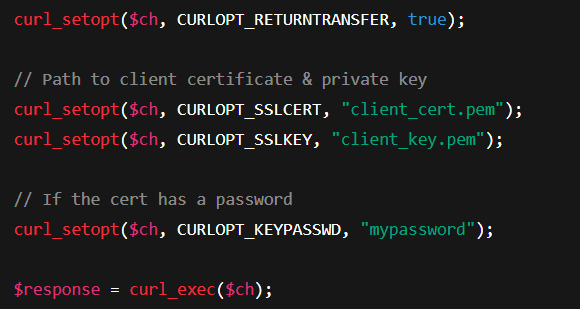 curl_setopt($ch, CURLOPT_RETURNTRANSFER, true);
// Path to client certificate & private key
curl_setopt($ch, CURLOPT_SSLCERT, "client_cert.pem");
curl_setopt($ch, CURLOPT_SSLKEY, "client_key.pem");
// If the cert has a password
curl_setopt($ch, CURLOPT_KEYPASSWD, "mypassword");
$response = curl_exec($ch);